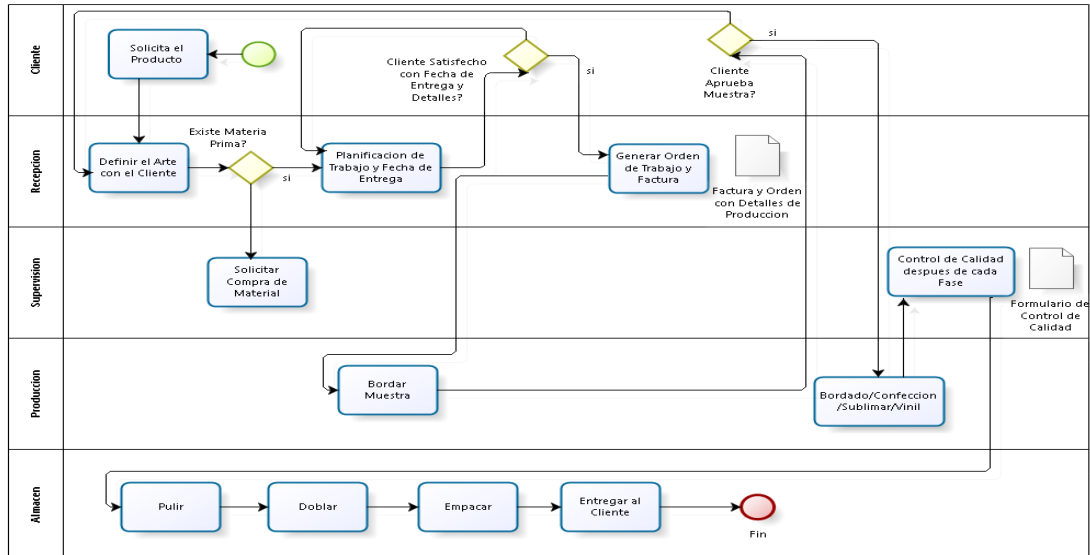 Cliente
Solicita el
Producto
Cliente Satisfecho
con Fecha de
Entrega y
Detalles?
si
si
Cliente
Aprueba
Muestra?
Recepcion
Definir el Arte
con el Cliente
Existe Materia
Prima?
si
Planificacion de
Trabajo y Fecha de
Entrega
Generar Orden
de Trabajo y
Factura
Factura y Orden
con Detalles de
Produccion
Supervision
Solicitar
Compra de
Material
Control de Calidad
despues de cada
Fase
Formulario de
Control de
Calidad
Produccion
Bordar
Muestra
Bordado/Confeccion
/Sublimar/Vinil
Almacen
Pulir
Doblar
Empacar
Entregar al
Cliente
Fin